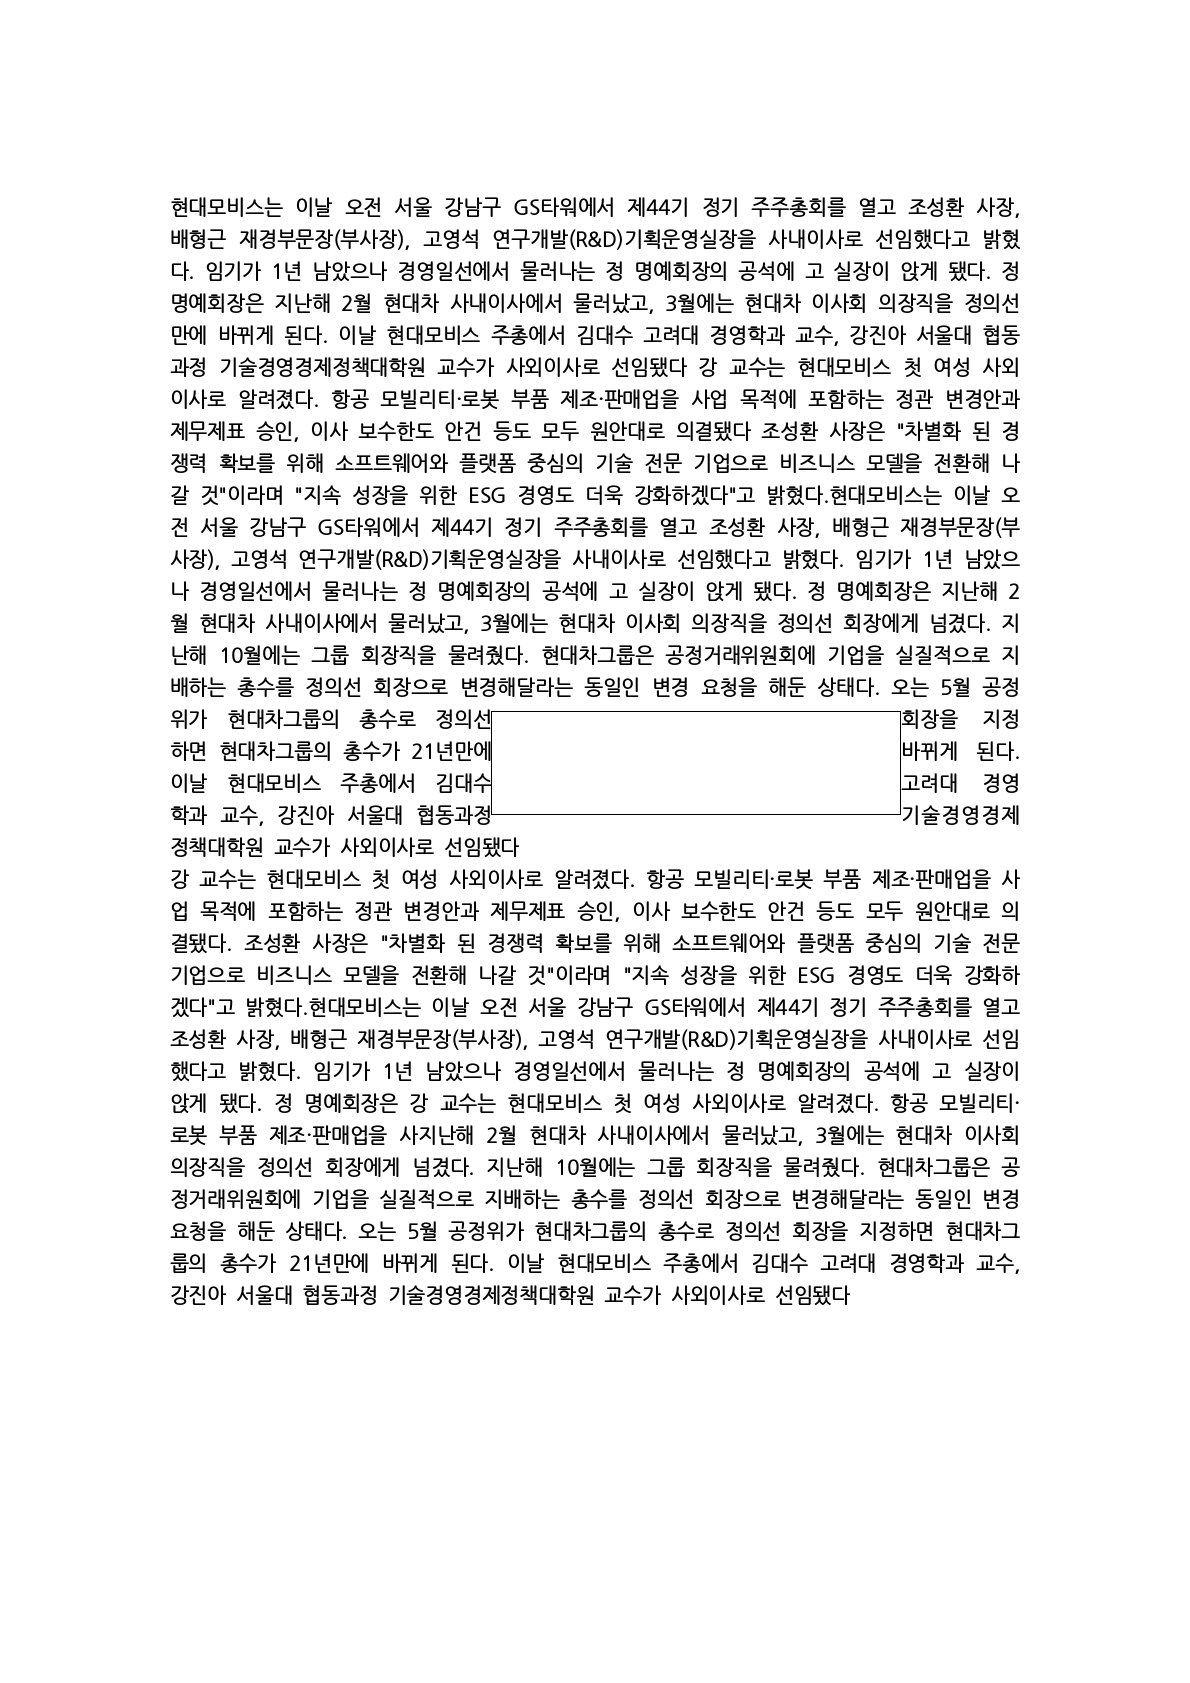 현대모비스는 이날 오전 서울 강남구 GS타워에서 제44기 정기 주주총회를 열고 조성환 사장,
배형근 재경부문장(부사장), 고영석 연구개발(R&D)기획운영실장을 사내이사로 선임했다고 밝혔
다. 임기가 1년 남았으나 경영일선에서 물러나는 정 명예회장의 공석에 고 실장이 앉게 됐다. 정
명예회장은 지난해 2월 현대차 사내이사에서 물러났고, 3월에는 현대차 이사회 의장직을 정의선
만에 바뀌게 된다. 이날 현대모비스 주총에서 김대수 고려대 경영학과 교수, 강진아 서울대 협동
과정 기술경영경제정책대학원 교수가 사외이사로 선임됐다 강 교수는 현대모비스 첫 여성 사외
이사로 알려졌다. 항공 모빌리티·로봇 부품 제조·판매업을 사업 목적에 포함하는 정관 변경안과
제무제표 승인, 이사 보수한도 안건 등도 모두 원안대로 의결됐다 조성환 사장은 "차별화 된 경
쟁력 확보를 위해 소프트웨어와 플랫폼 중심의 기술 전문 기업으로 비즈니스 모델을 전환해 나
갈 것"이라며 "지속 성장을 위한 ESG 경영도 더욱 강화하겠다"고 밝혔다.현대모비스는 이날 오
전 서울 강남구 GS타워에서 제44기 정기 주주총회를 열고 조성환 사장, 배형근 재경부문장(부
사장), 고영석 연구개발(R&D)기획운영실장을 사내이사로 선임했다고 밝혔다. 임기가 1년 남았으
나 경영일선에서 물러나는 정 명예회장의 공석에 고 실장이 앉게 됐다. 정 명예회장은 지난해 2
월 현대차 사내이사에서 물러났고, 3월에는 현대차 이사회 의장직을 정의선 회장에게 넘겼다. 지
난해 10월에는 그룹 회장직을 물려줬다. 현대차그룹은 공정거래위원회에 기업을 실질적으로 지
배하는 총수를 정의선 회장으로 변경해달라는 동일인 변경 요청을 해둔 상태다. 오는 5월 공정
위가 현대차그룹의 총수로 정의선 회장을 지정
하면 현대차그룹의 총수가 21년만에 바뀌게 된다.
이날 현대모비스 주총에서 김대수 고려대 경영
학과 교수, 강진아 서울대 협동과정 기술경영경제
정책대학원 교수가 사외이사로 선임됐다
강 교수는 현대모비스 첫 여성 사외이사로 알려졌다. 항공 모빌리티·로봇 부품 제조·판매업을 사
업 목적에 포함하는 정관 변경안과 제무제표 승인, 이사 보수한도 안건 등도 모두 원안대로 의
결됐다. 조성환 사장은 "차별화 된 경쟁력 확보를 위해 소프트웨어와 플랫폼 중심의 기술 전문
기업으로 비즈니스 모델을 전환해 나갈 것"이라며 "지속 성장을 위한 ESG 경영도 더욱 강화하
겠다"고 밝혔다.현대모비스는 이날 오전 서울 강남구 GS타워에서 제44기 정기 주주총회를 열고
조성환 사장, 배형근 재경부문장(부사장), 고영석 연구개발(R&D)기획운영실장을 사내이사로 선임
했다고 밝혔다. 임기가 1년 남았으나 경영일선에서 물러나는 정 명예회장의 공석에 고 실장이
앉게 됐다. 정 명예회장은 강 교수는 현대모비스 첫 여성 사외이사로 알려졌다. 항공 모빌리티·
로봇 부품 제조·판매업을 사지난해 2월 현대차 사내이사에서 물러났고, 3월에는 현대차 이사회
의장직을 정의선 회장에게 넘겼다. 지난해 10월에는 그룹 회장직을 물려줬다. 현대차그룹은 공
정거래위원회에 기업을 실질적으로 지배하는 총수를 정의선 회장으로 변경해달라는 동일인 변경
요청을 해둔 상태다. 오는 5월 공정위가 현대차그룹의 총수로 정의선 회장을 지정하면 현대차그
룹의 총수가 21년만에 바뀌게 된다. 이날 현대모비스 주총에서 김대수 고려대 경영학과 교수,
강진아 서울대 협동과정 기술경영경제정책대학원 교수가 사외이사로 선임됐다